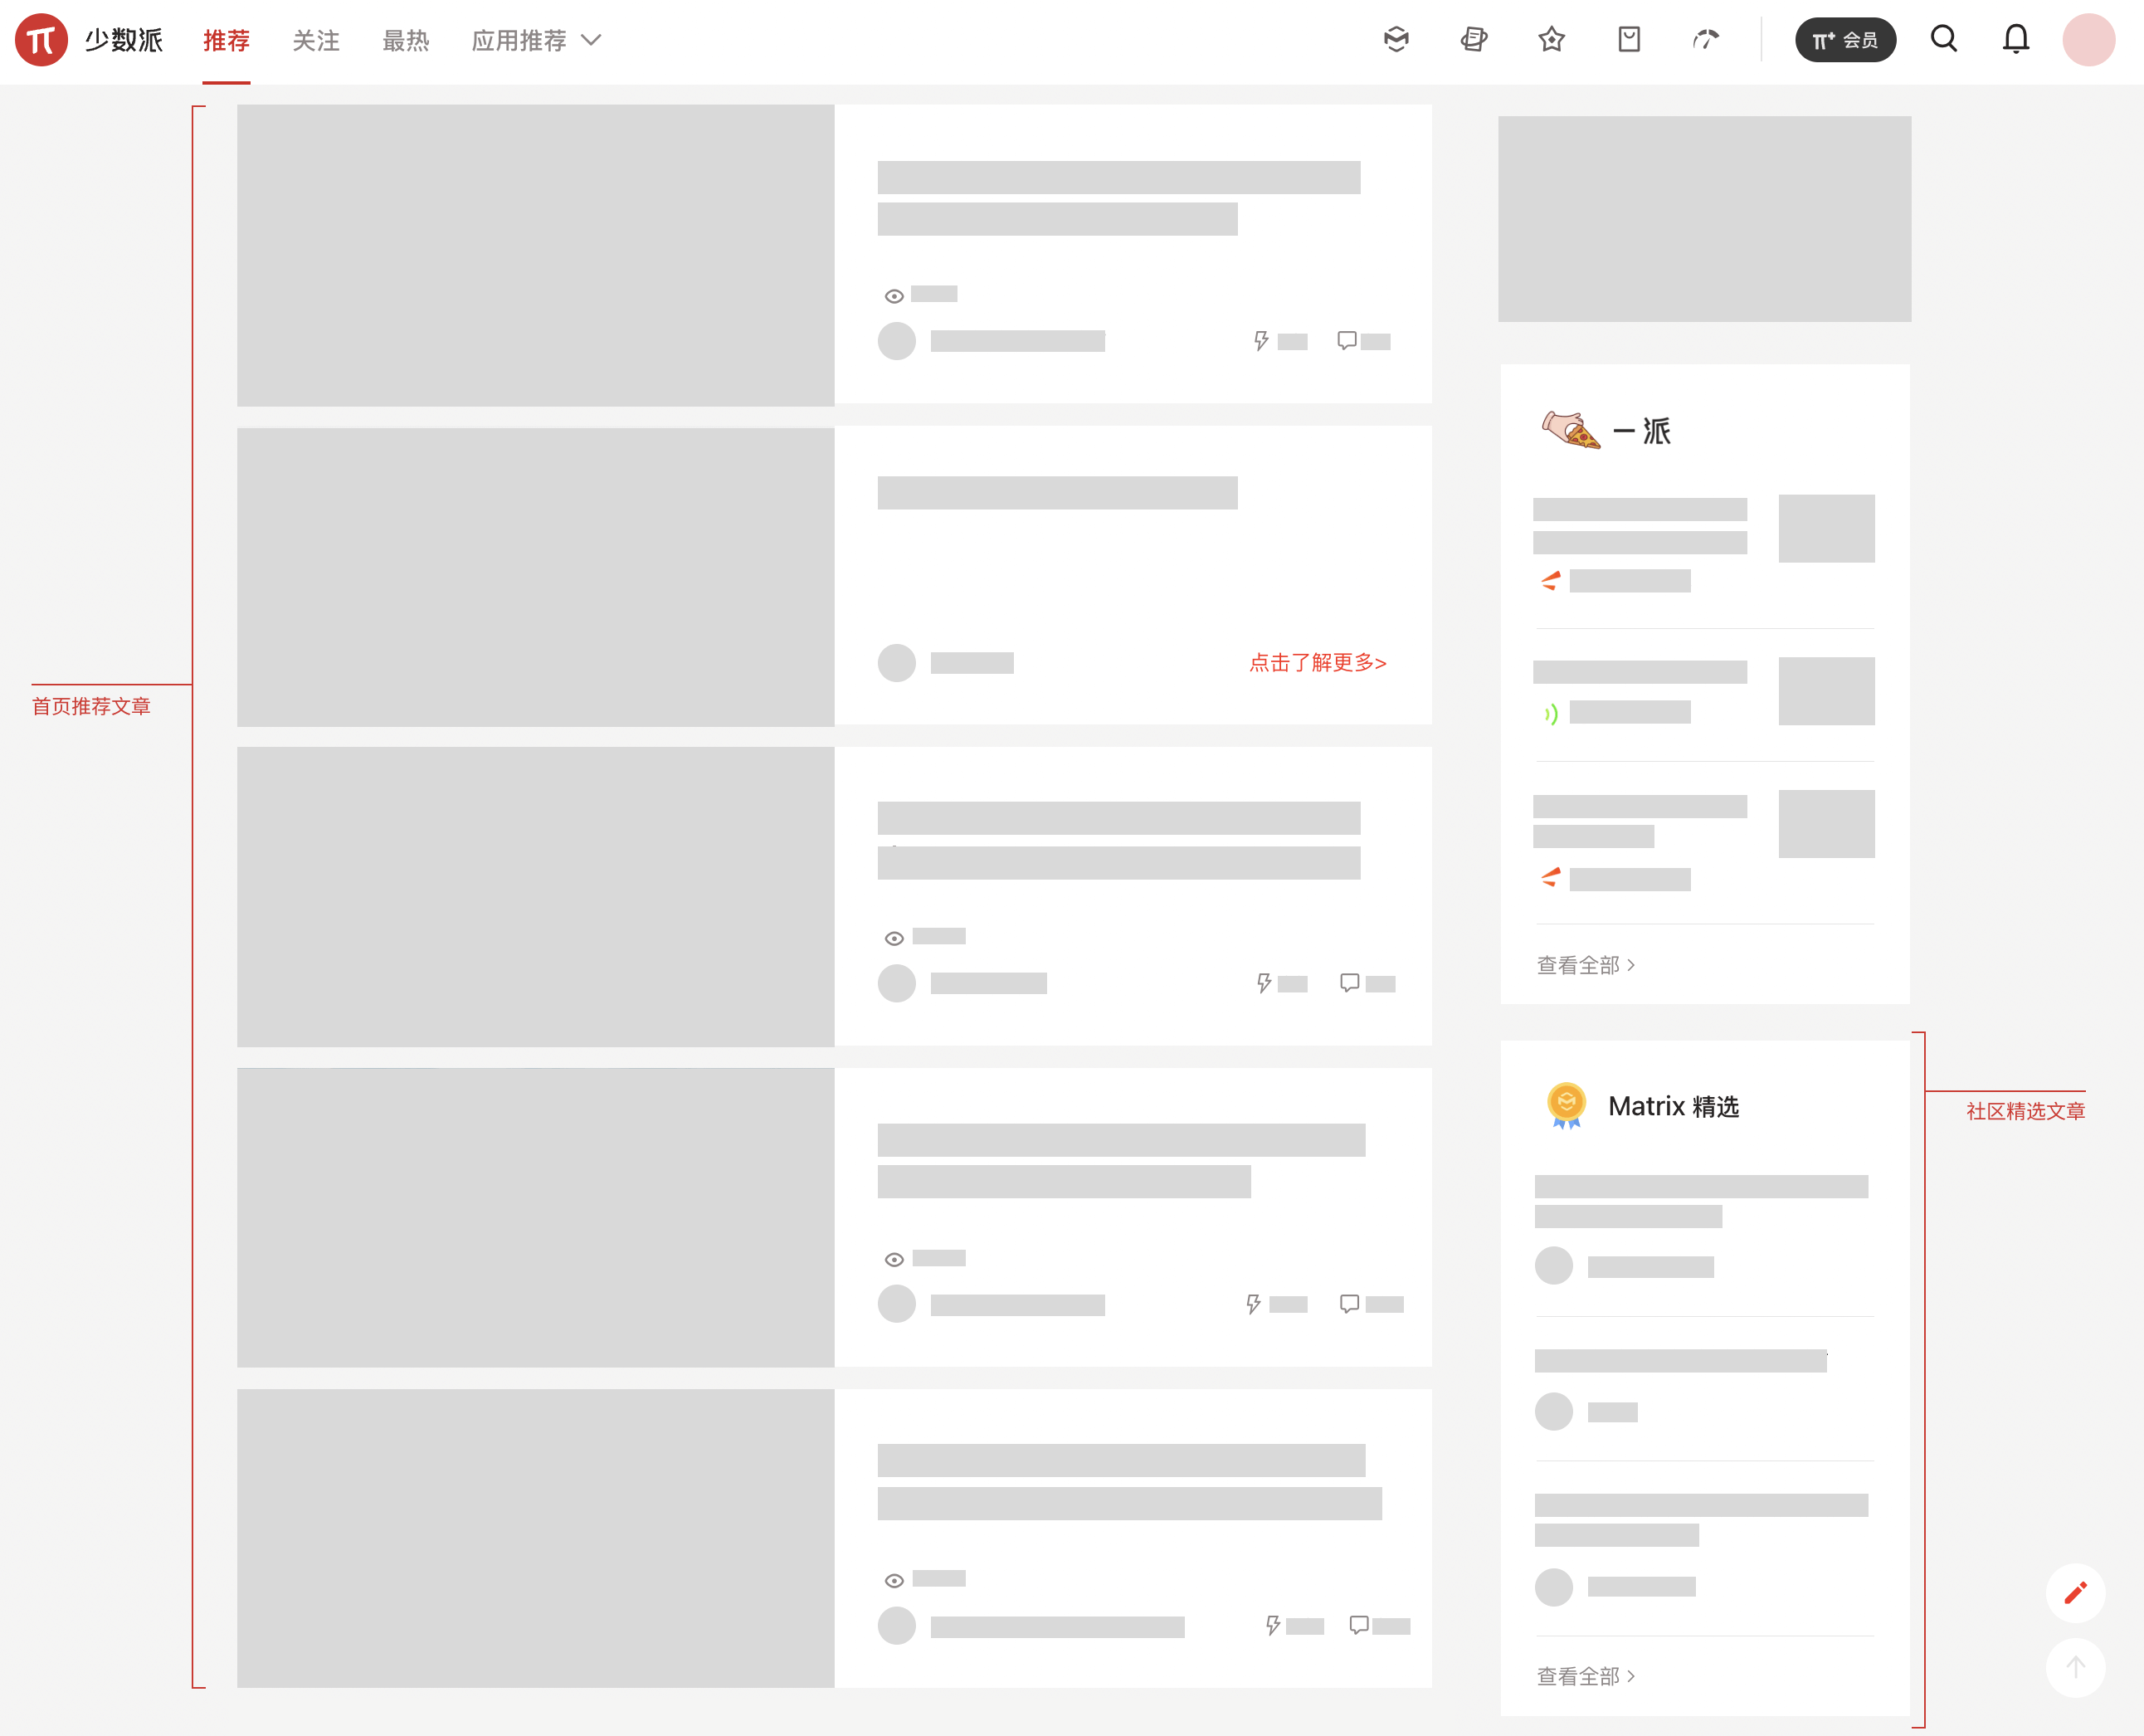 少数派
推荐
关注
最热
应用推荐
会员
一派
点击了解更多>
首页推荐文章
查看全部 >
Matrix 精选
社区精选文章
查看全部 >